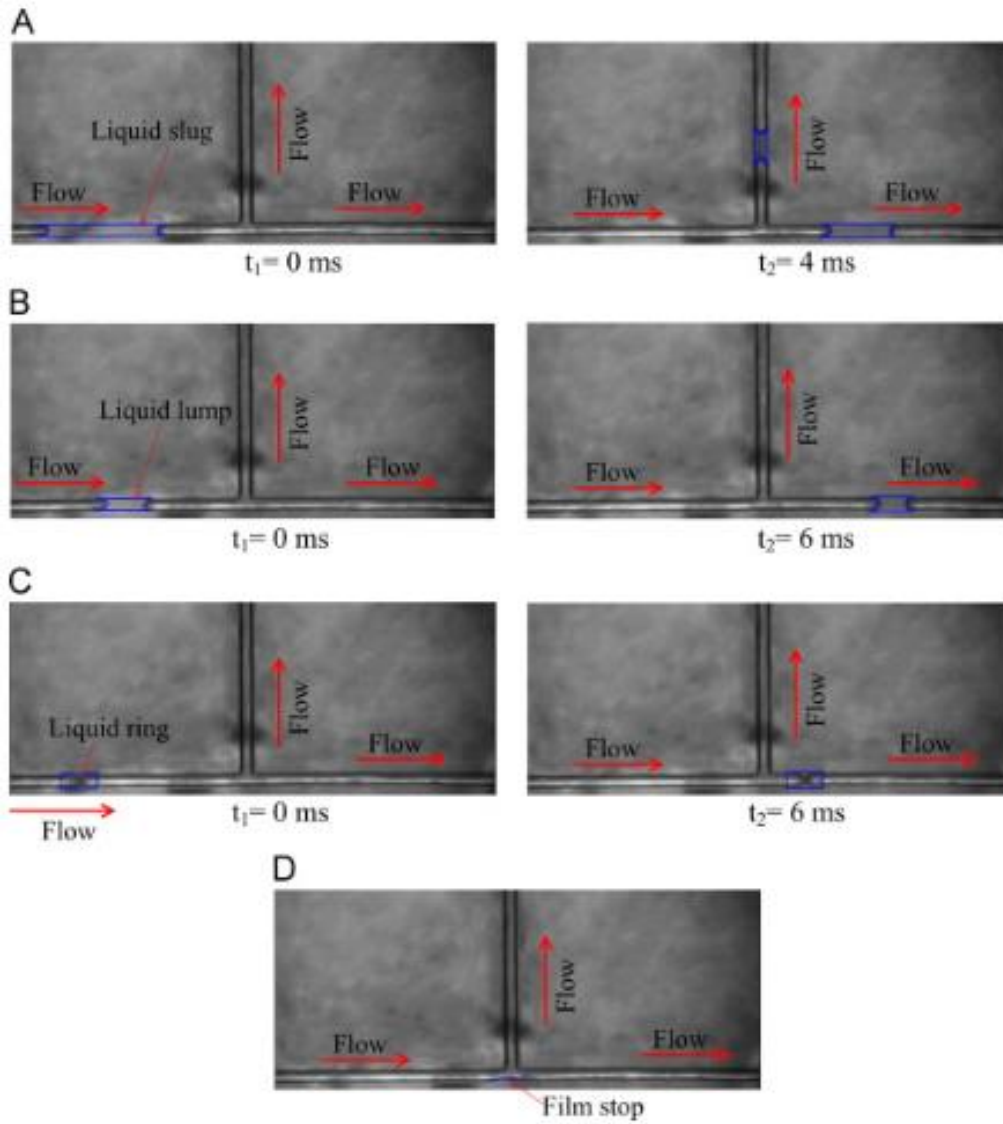 A
Liquid slug
Flow
Flow
Flow
t₁= 0 ms
Flow
Flow
Flow
t₂= 4 ms
B
Liquid lump
Flow
Flow
Flow
t₁= 0 ms
Flow
Flow
Flow
t₂= 6 ms
C
Liquid ring
Flow
Flow
Flow
t₁= 0 ms
Flow
Flow
Flow
t₂= 6 ms
D
Flow
Flow
Flow
Film stop